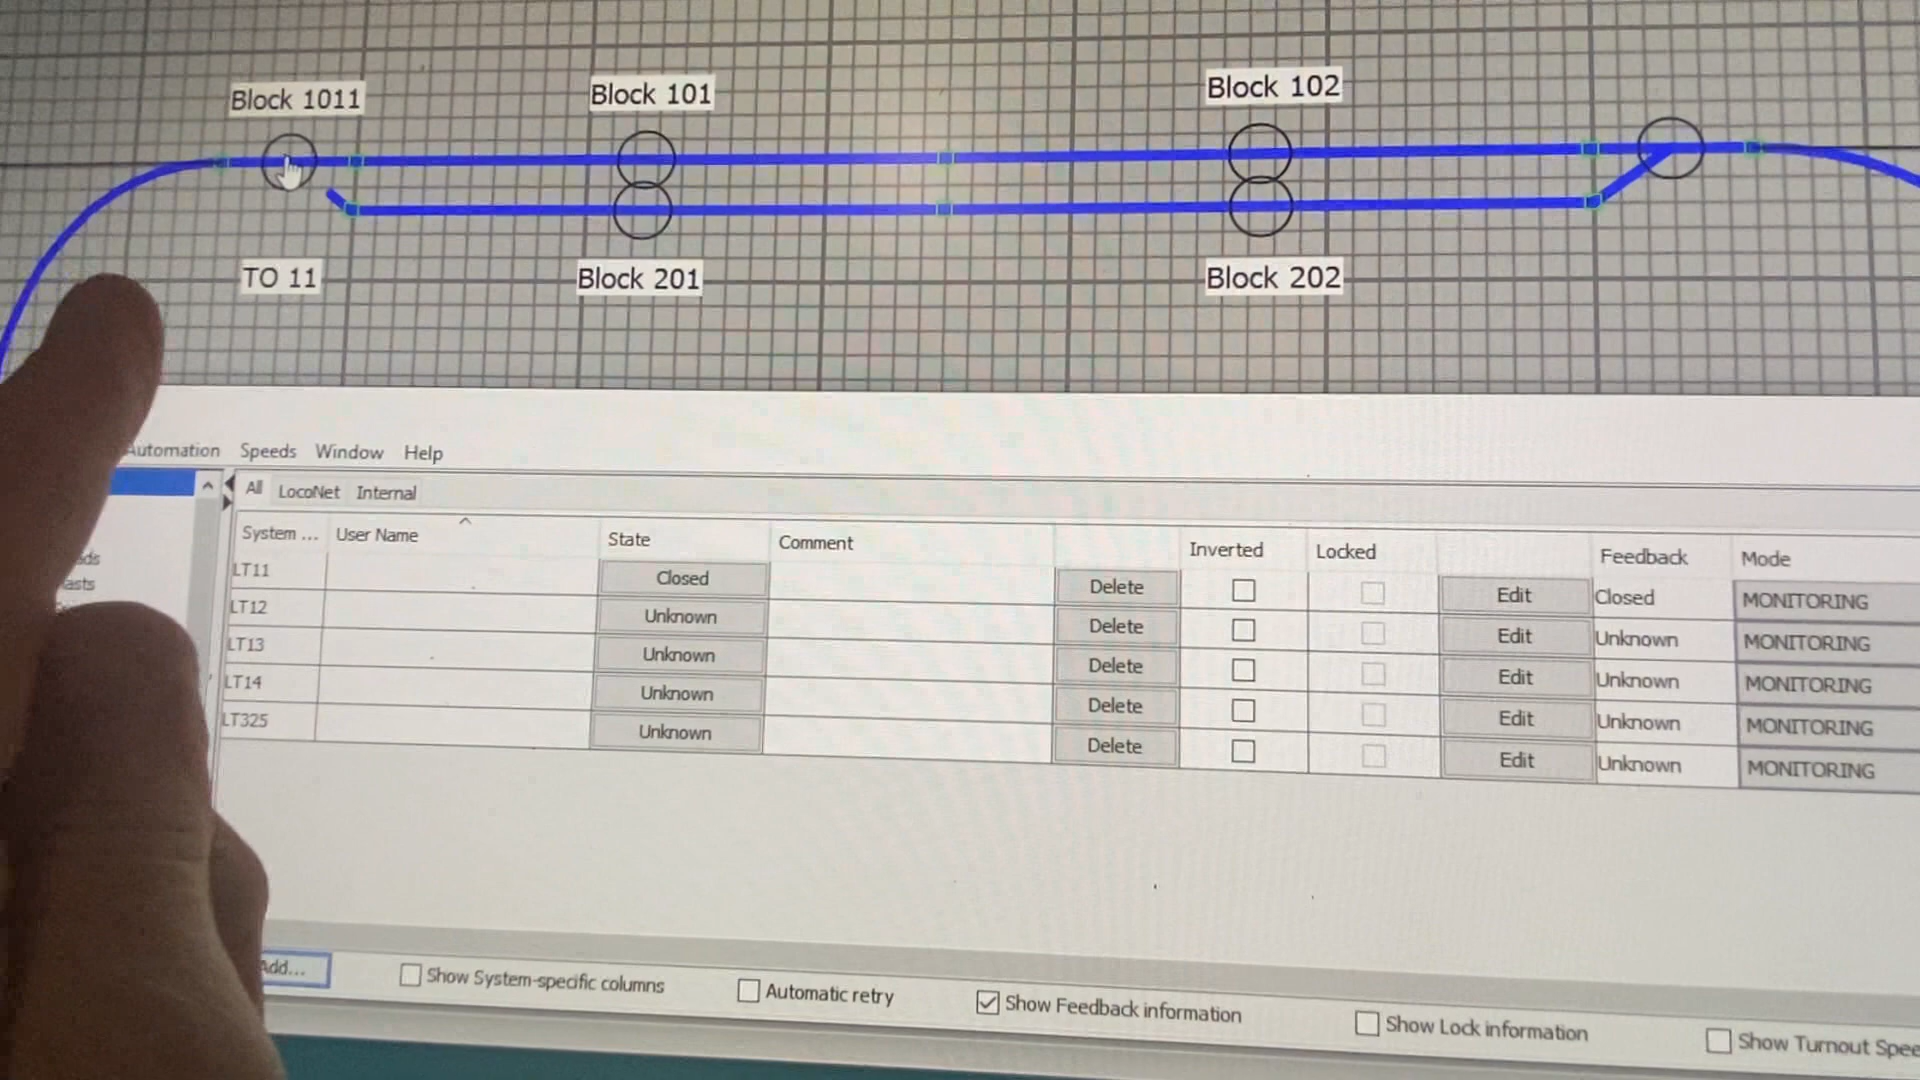 Block 1011
Block 101
Block 102
TO 11
Block 201
Block 202
Automation Speeds Window Help
All LocoNet Internal
System ... User Name State Comment Inverted Locked Feedback Mode
LT11 Closed Delete Edit Closed MONITORING
LT12 Unknown Delete Edit Unknown MONITORING
LT13 Unknown Delete Edit Unknown MONITORING
LT14 Unknown Delete Edit Unknown MONITORING
LT325 Unknown Delete Edit Unknown MONITORING
Add... Show System-specific columns Automatic retry Show Feedback information Show Lock information Show Turnout Spee